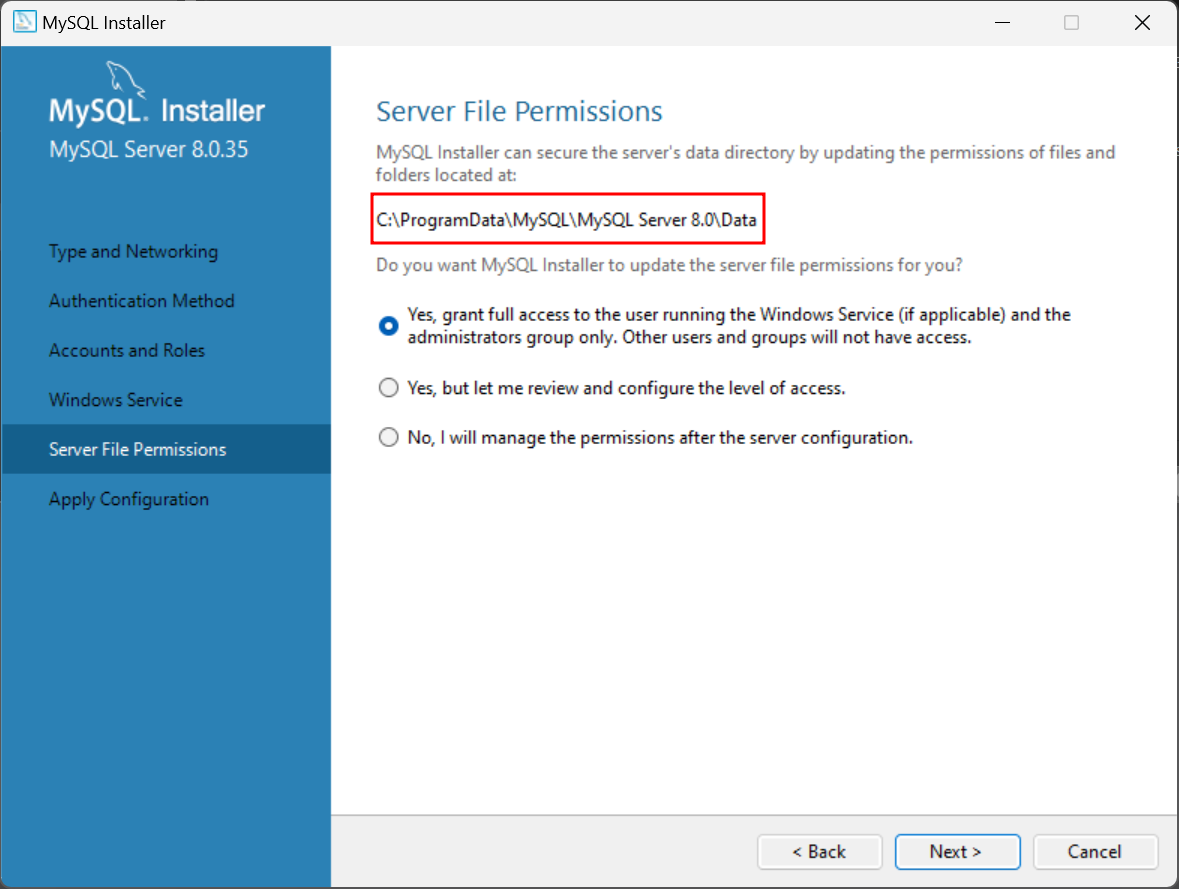 MySQL Installer
MySQL. Installer
MySQL Server 8.0.35
Type and Networking
Authentication Method
Accounts and Roles
Windows Service
Server File Permissions
Apply Configuration
Server File Permissions
MySQL Installer can secure the server's data directory by updating the permissions of files and
folders located at:
C:\ProgramData\MySQL\MySQL Server 8.0\Data
Do you want MySQL Installer to update the server file permissions for you?
Yes, grant full access to the user running the Windows Service (if applicable) and the
administrators group only. Other users and groups will not have access.
Yes, but let me review and configure the level of access.
No, I will manage the permissions after the server configuration.
< Back
Next >
Cancel